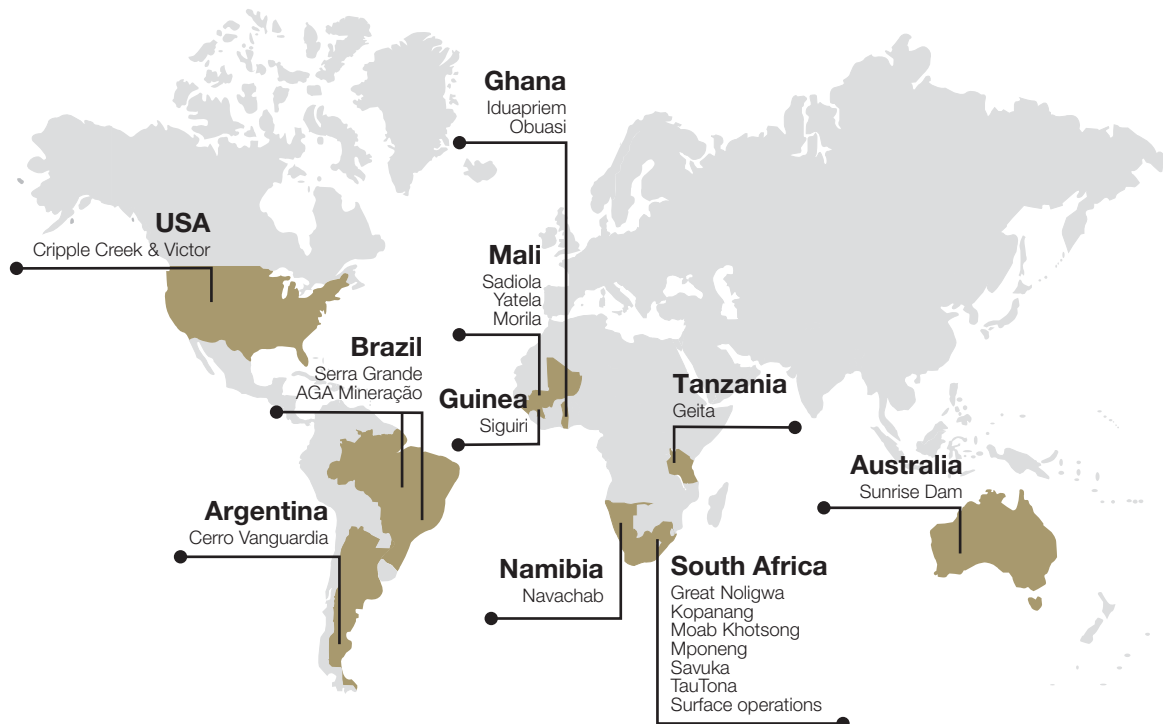 Ghana
Iduapriem
Obuasi
USA
Cripple Creek & Victor
Mali
Sadiola
Yatela
Morila
Brazil
Serra Grande
AGA Mineração
Guinea
Siguiri
Tanzania
Geita
Australia
Sunrise Dam
Argentina
Cerro Vanguardia
Namibia
Navachab
South Africa
Great Noligwa
Kopanang
Moab Khotsong
Mponeng
Savuka
TauTona
Surface operations